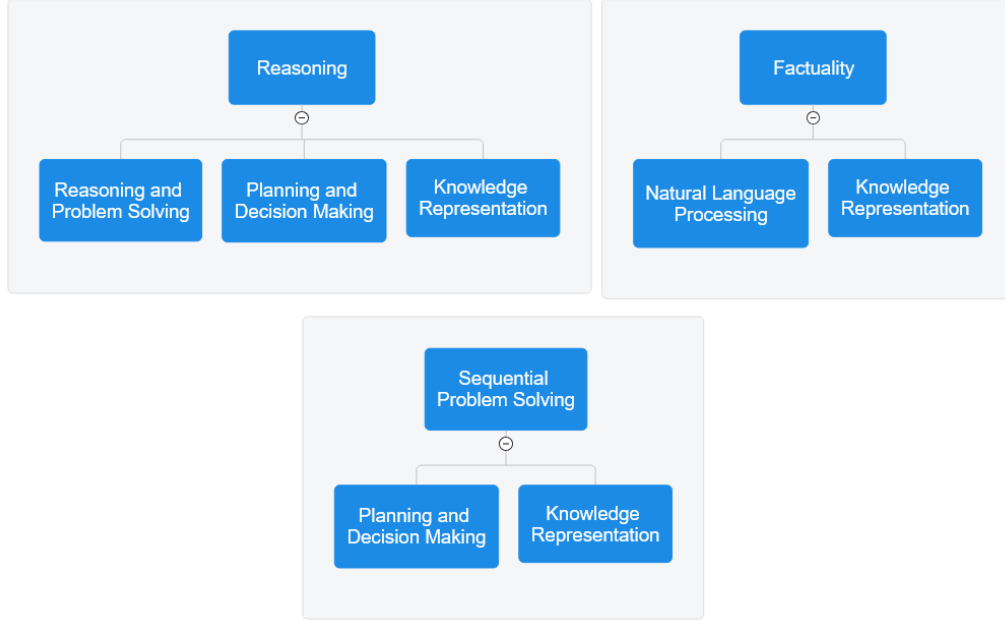 Reasoning
Reasoning and
Problem Solving
Planning and
Decision Making
Knowledge
Representation
Factuality
Natural Language
Processing
Knowledge
Representation
Sequential
Problem Solving
Planning and
Decision Making
Knowledge
Representation